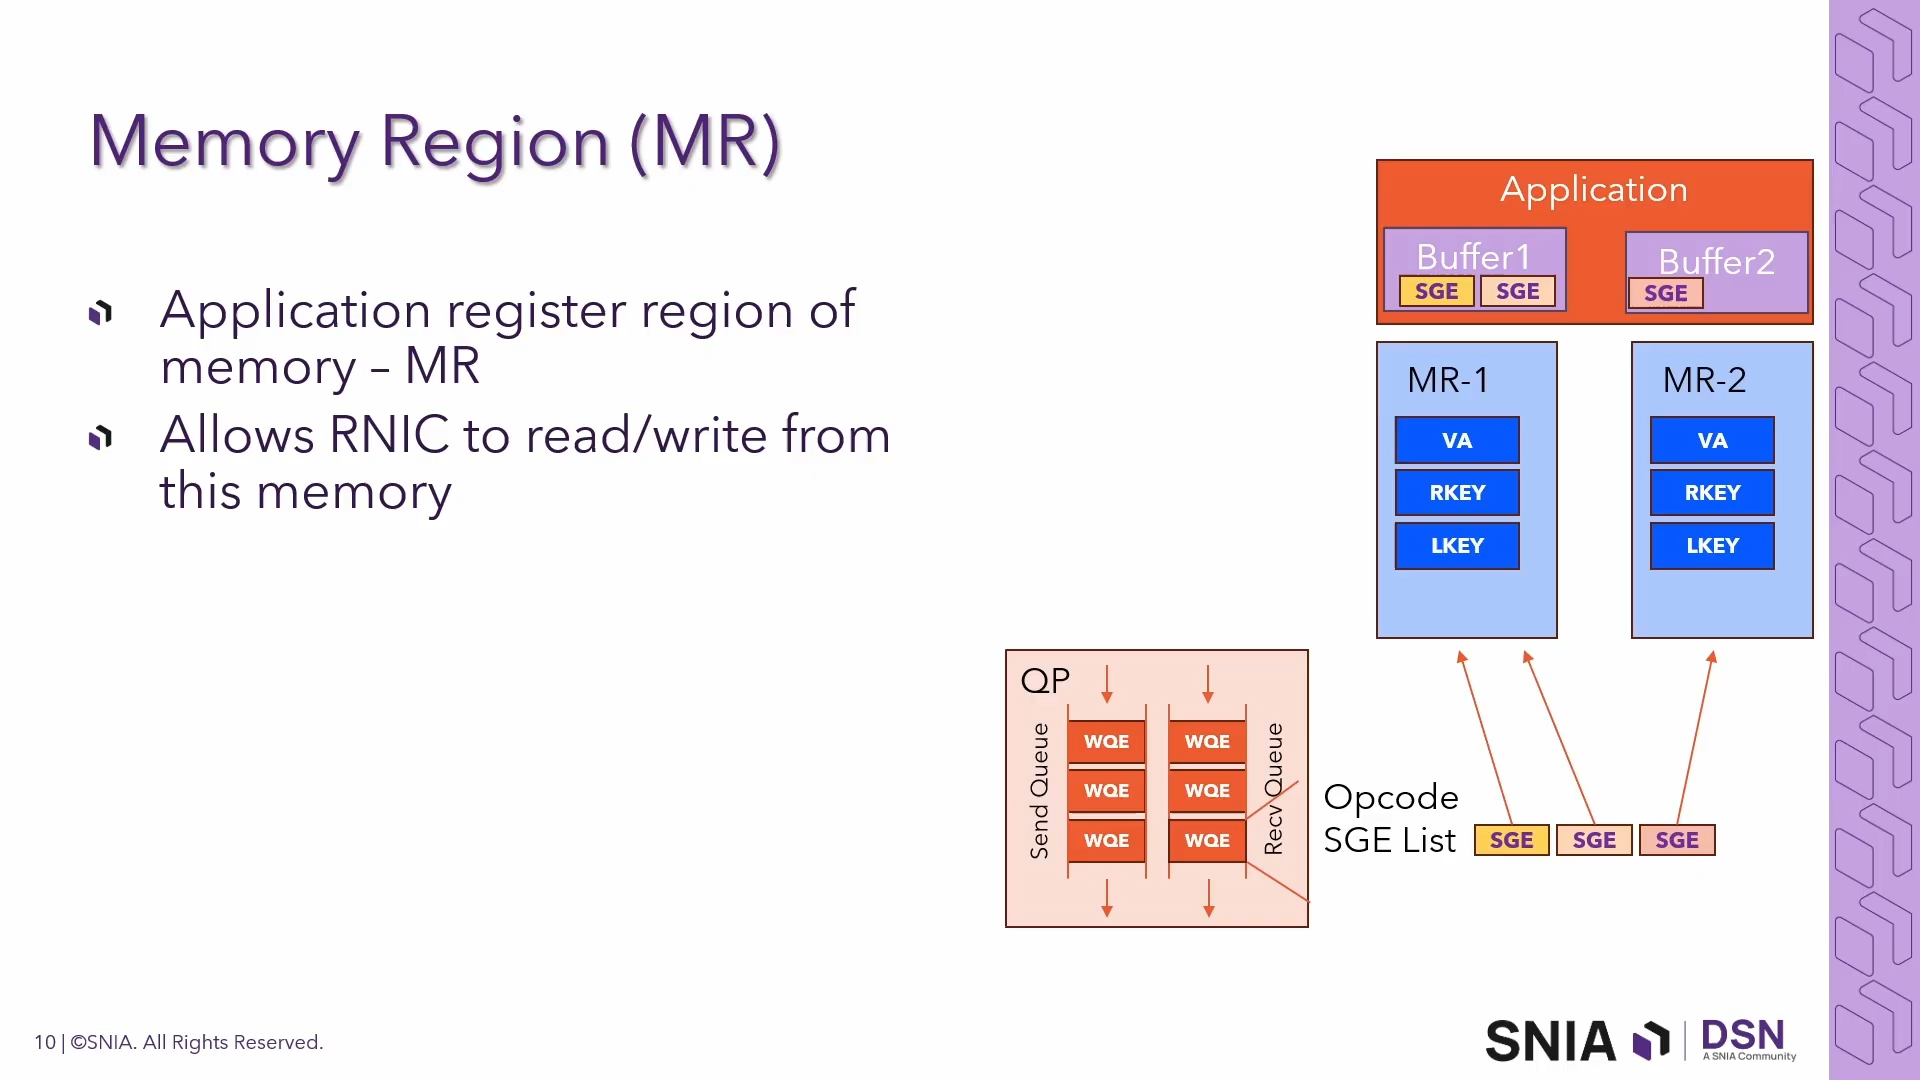 Memory Region (MR)
Application register region of
memory – MR
Allows RNIC to read/write from
this memory
Application
Buffer1
SGE SGE
Buffer2
SGE
MR-1
VA
RKEY
LKEY
MR-2
VA
RKEY
LKEY
QP
Send Queue
WQE
WQE
WQE
WQE
WQE
WQE
Recv Queue
Opcode
SGE List
SGE SGE SGE
10 | ©SNIA. All Rights Reserved.
SNIA | DSN
A SNIA Community